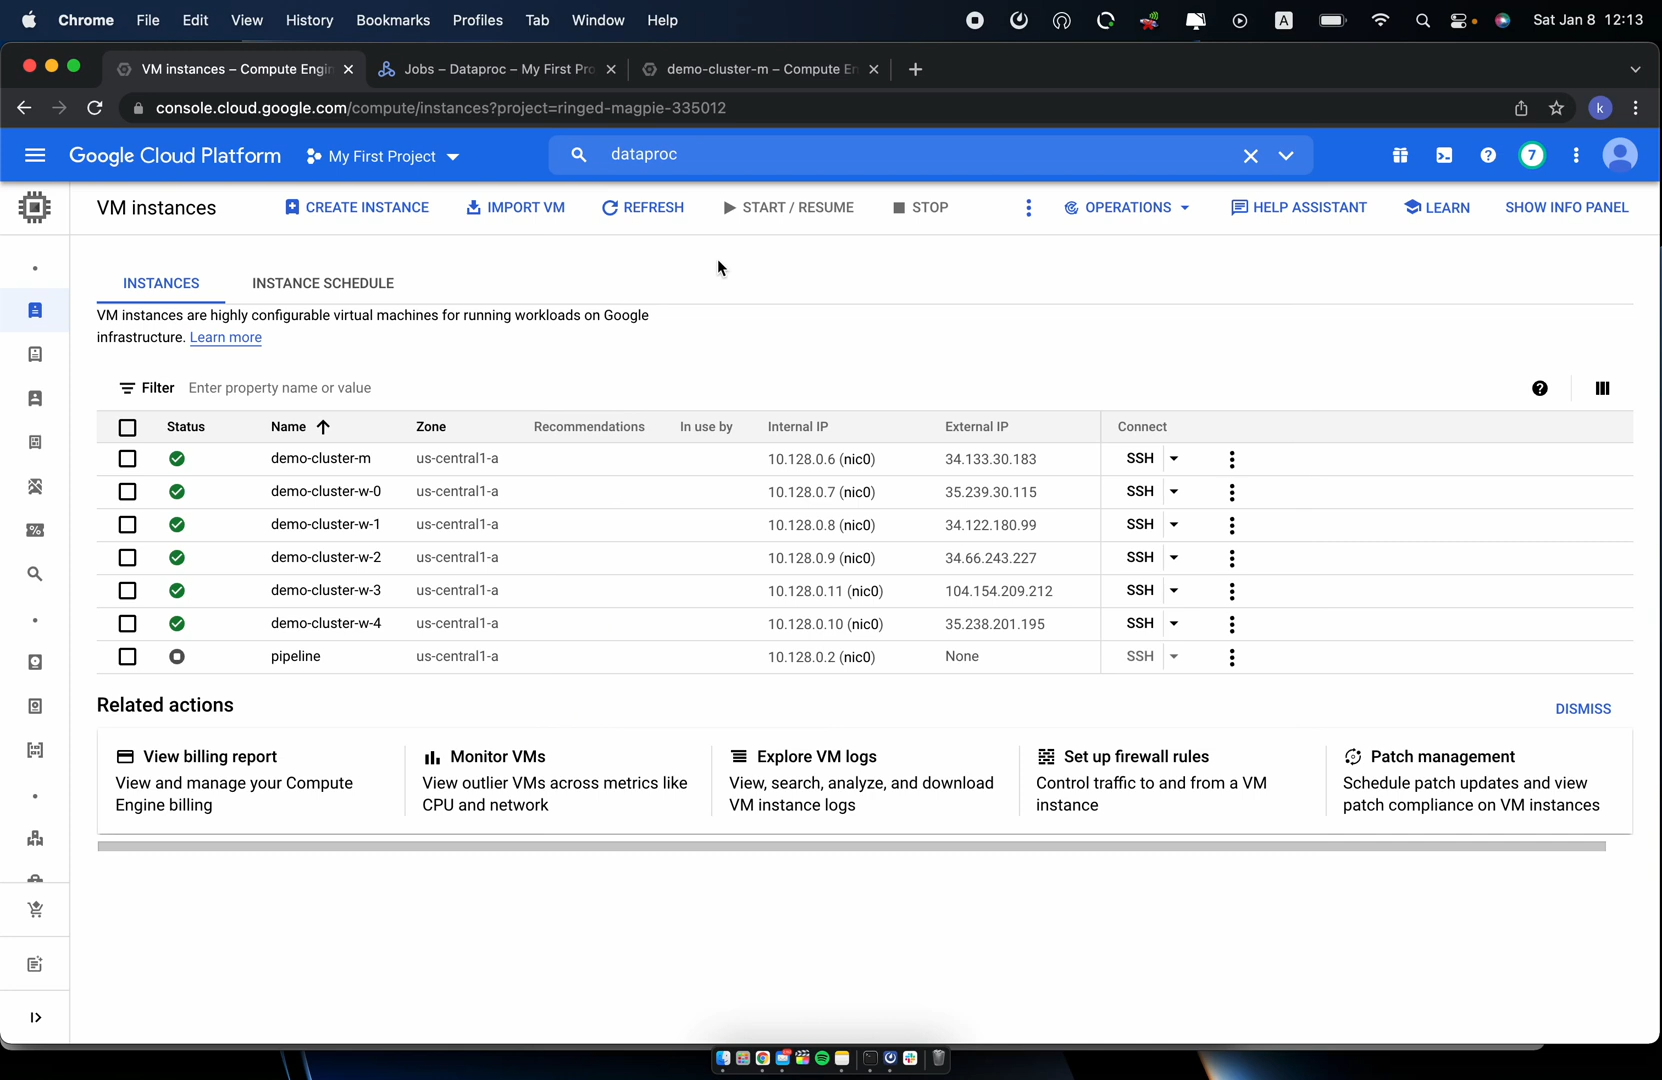 Chrome File Edit View History Bookmarks Profiles Tab Window Help A Sat Jan 8 12:13
VM instances – Compute Engin Jobs – Dataproc – My First Pro demo-cluster-m – Compute En
console.cloud.google.com/compute/instances?project=ringed-magpie-335012 k
Google Cloud Platform My First Project dataproc 7
VM instances CREATE INSTANCE IMPORT VM REFRESH START / RESUME STOP OPERATIONS HELP ASSISTANT LEARN SHOW INFO PANEL
INSTANCES INSTANCE SCHEDULE
VM instances are highly configurable virtual machines for running workloads on Google
infrastructure. Learn more
Filter Enter property name or value
Status Name Zone Recommendations In use by Internal IP External IP Connect
demo-cluster-m us-central1-a 10.128.0.6 (nic0) 34.133.30.183 SSH
demo-cluster-w-0 us-central1-a 10.128.0.7 (nic0) 35.239.30.115 SSH
demo-cluster-w-1 us-central1-a 10.128.0.8 (nic0) 34.122.180.99 SSH
demo-cluster-w-2 us-central1-a 10.128.0.9 (nic0) 34.66.243.227 SSH
demo-cluster-w-3 us-central1-a 10.128.0.11 (nic0) 104.154.209.212 SSH
demo-cluster-w-4 us-central1-a 10.128.0.10 (nic0) 35.238.201.195 SSH
pipeline us-central1-a 10.128.0.2 (nic0) None SSH
Related actions DISMISS
View billing report Monitor VMs Explore VM logs Set up firewall rules Patch management
View and manage your Compute View outlier VMs across metrics like View, search, analyze, and download Control traffic to and from a VM Schedule patch updates and view
Engine billing CPU and network VM instance logs instance patch compliance on VM instances